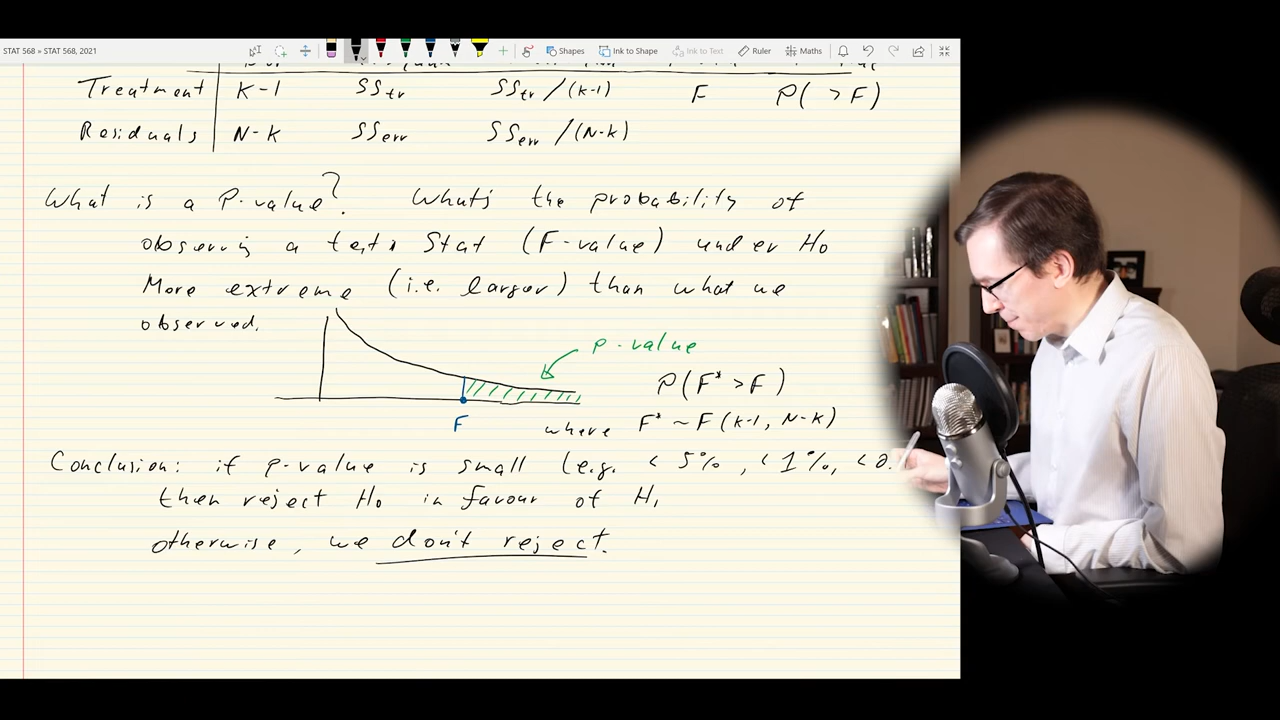 STAT 568 » STAT 568, 2021
Shapes Ink to Shape Ink to Text Ruler Maths
Treatment K-1 SStr SStr/(k-1) F P( >F)
Residuals N-K SSerr SSerr/(N-k)
What is a P-value? What's the probability of
observing a test Stat (F-value) under H0
More extreme (i.e. larger) than what we
observed.
p-value
P(F* >F)
F
where F* ~ F(k-1, N-k)
Conclusion: if p-value is small (e.g. < 5%, < 1%, < 0.
then reject H0 in favour of H1
otherwise, we don't reject.